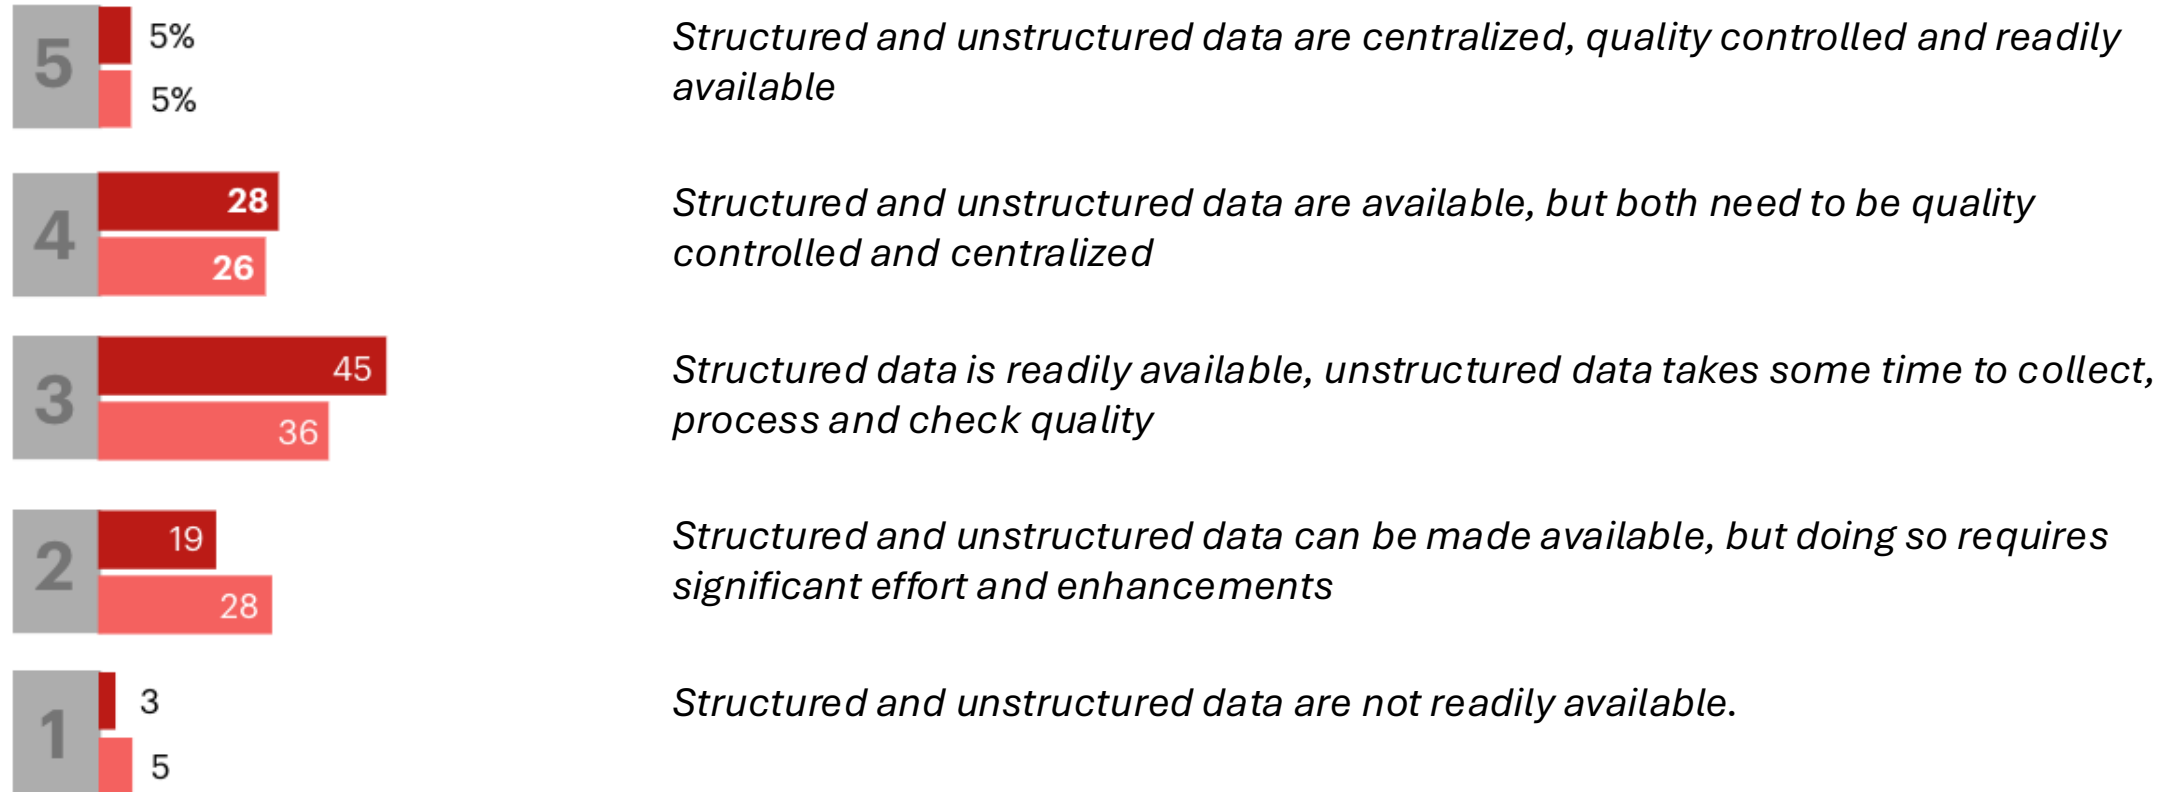 5
5%
5%
Structured and unstructured data are centralized, quality controlled and readily
available
4
28
26
Structured and unstructured data are available, but both need to be quality
controlled and centralized
3
45
36
Structured data is readily available, unstructured data takes some time to collect,
process and check quality
2
19
28
Structured and unstructured data can be made available, but doing so requires
significant effort and enhancements
1
3
5
Structured and unstructured data are not readily available.